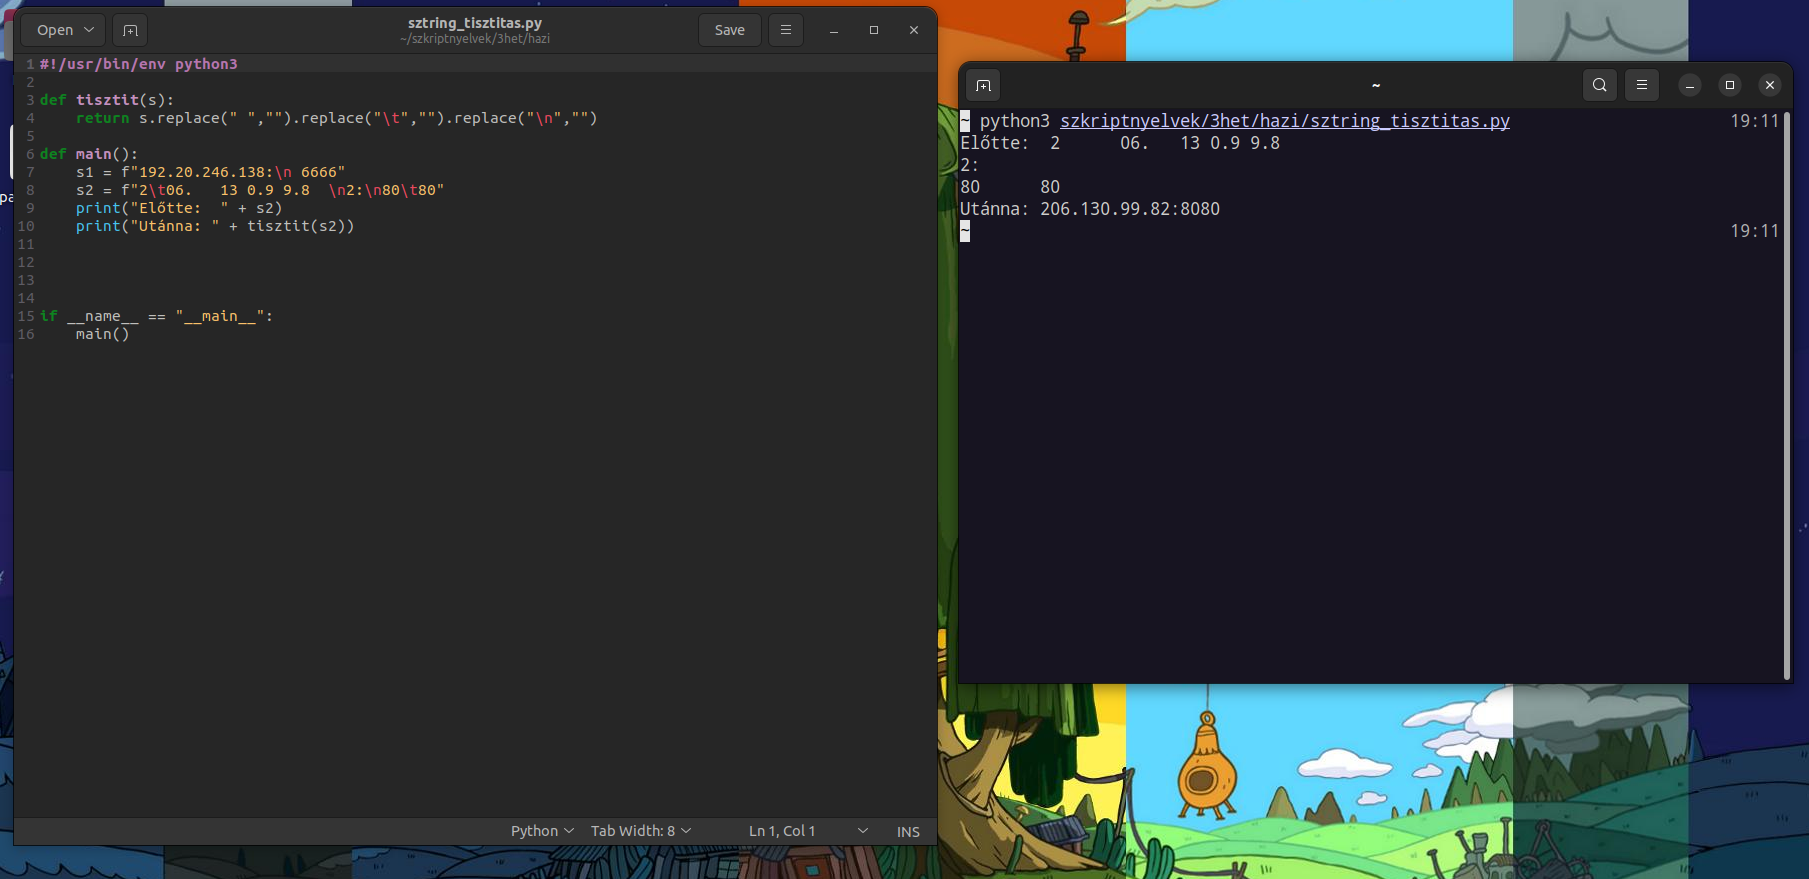 Open
sztring_tisztitas.py
~/szkriptnyelvek/3het/hazi
Save
1 #!/usr/bin/env python3
2
3 def tisztit(s):
4     return s.replace(" ","").replace("\t","").replace("\n","")
5
6 def main():
7     s1 = f"192.20.246.138:\n 6666"
8     s2 = f"2\t06.   13 0.9 9.8  \n2:\n80\t80"
9     print("Előtte:  " + s2)
10     print("Utánna: " + tisztit(s2))
11
12
13
14
15 if __name__ == "__main__":
16     main()
Python
Tab Width: 8
Ln 1, Col 1
INS
pa
~
~ python3 szkriptnyelvek/3het/hazi/sztring_tisztitas.py 19:11
Előtte:  2      06.   13 0.9 9.8
2:
80      80
Utánna: 206.130.99.82:8080
~ 19:11